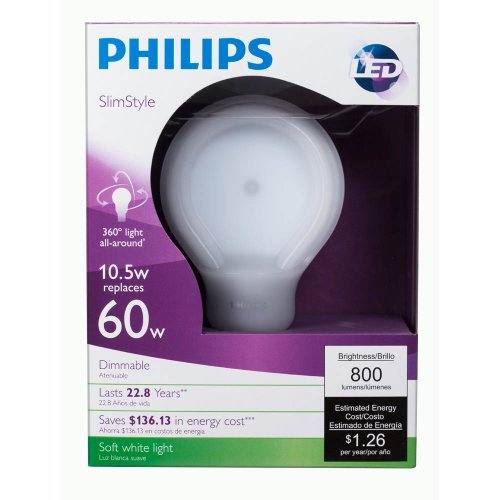 PHILIPS
LED
SlimStyle
360° light
all-around*
10.5w
replaces
60w
Dimmable
Atenuable
Lasts 22.8 Years**
22.8 Años de vida
Saves $136.13 in energy cost***
Ahorra $136.13 en costos de energía.
Soft white light
Luz blanca suave
PHILIPS
Brightness/Brillo
800
lumens/lúmenes
Estimated Energy
Cost/Costo
Estimado de Energía
$1.26
per year/por año